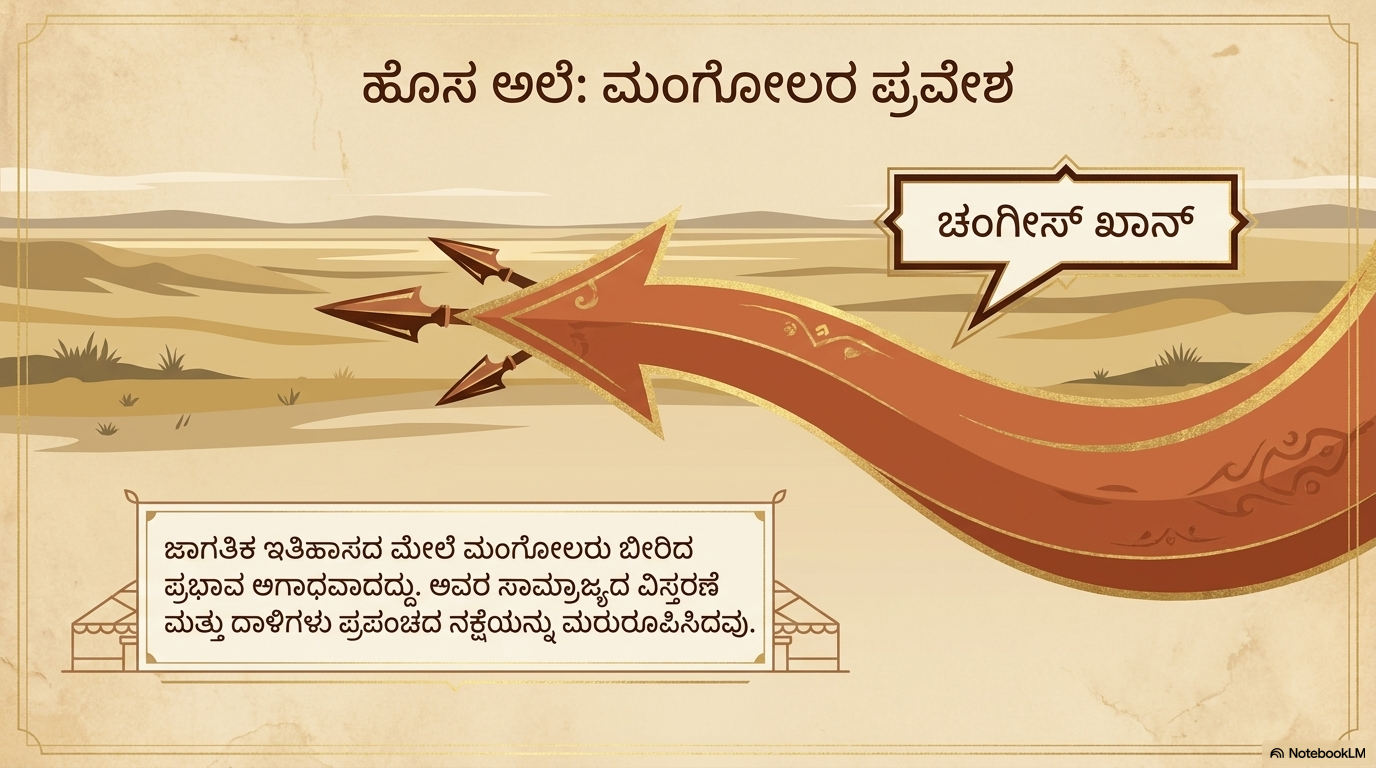 ಹೊಸ ಅಲೆ: ಮಂಗೋಲರ ಪ್ರವೇಶ
ಚಂಗೀಸ್ ಖಾನ್
ಜಾಗತಿಕ ಇತಿಹಾಸದ ಮೇಲೆ ಮಂಗೋಲರು ಬೀರಿದ
ಪ್ರಭಾವ ಅಗಾಧವಾದದ್ದು. ಅವರ ಸಾಮ್ರಾಜ್ಯದ ವಿಸ್ತರಣೆ
ಮತ್ತು ದಾಳಿಗಳು ಪ್ರಪಂಚದ ನಕ್ಷೆಯನ್ನು ಮರುರೂಪಿಸಿದವು.
NotebookLM